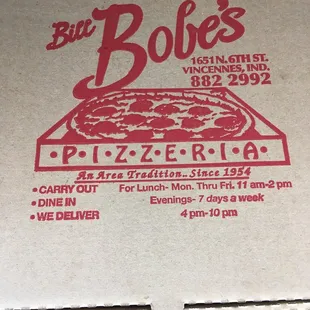 Bill
Bobe's
1651 N. 6TH ST.
VINCENNES, IND.
882 2992
P·I·Z·Z·E·R·I·A
An Area Tradition.. Since 1954
• CARRY OUT For Lunch- Mon. Thru Fri. 11 am-2 pm
• DINE IN Evenings- 7 days a week
• WE DELIVER 4 pm-10 pm